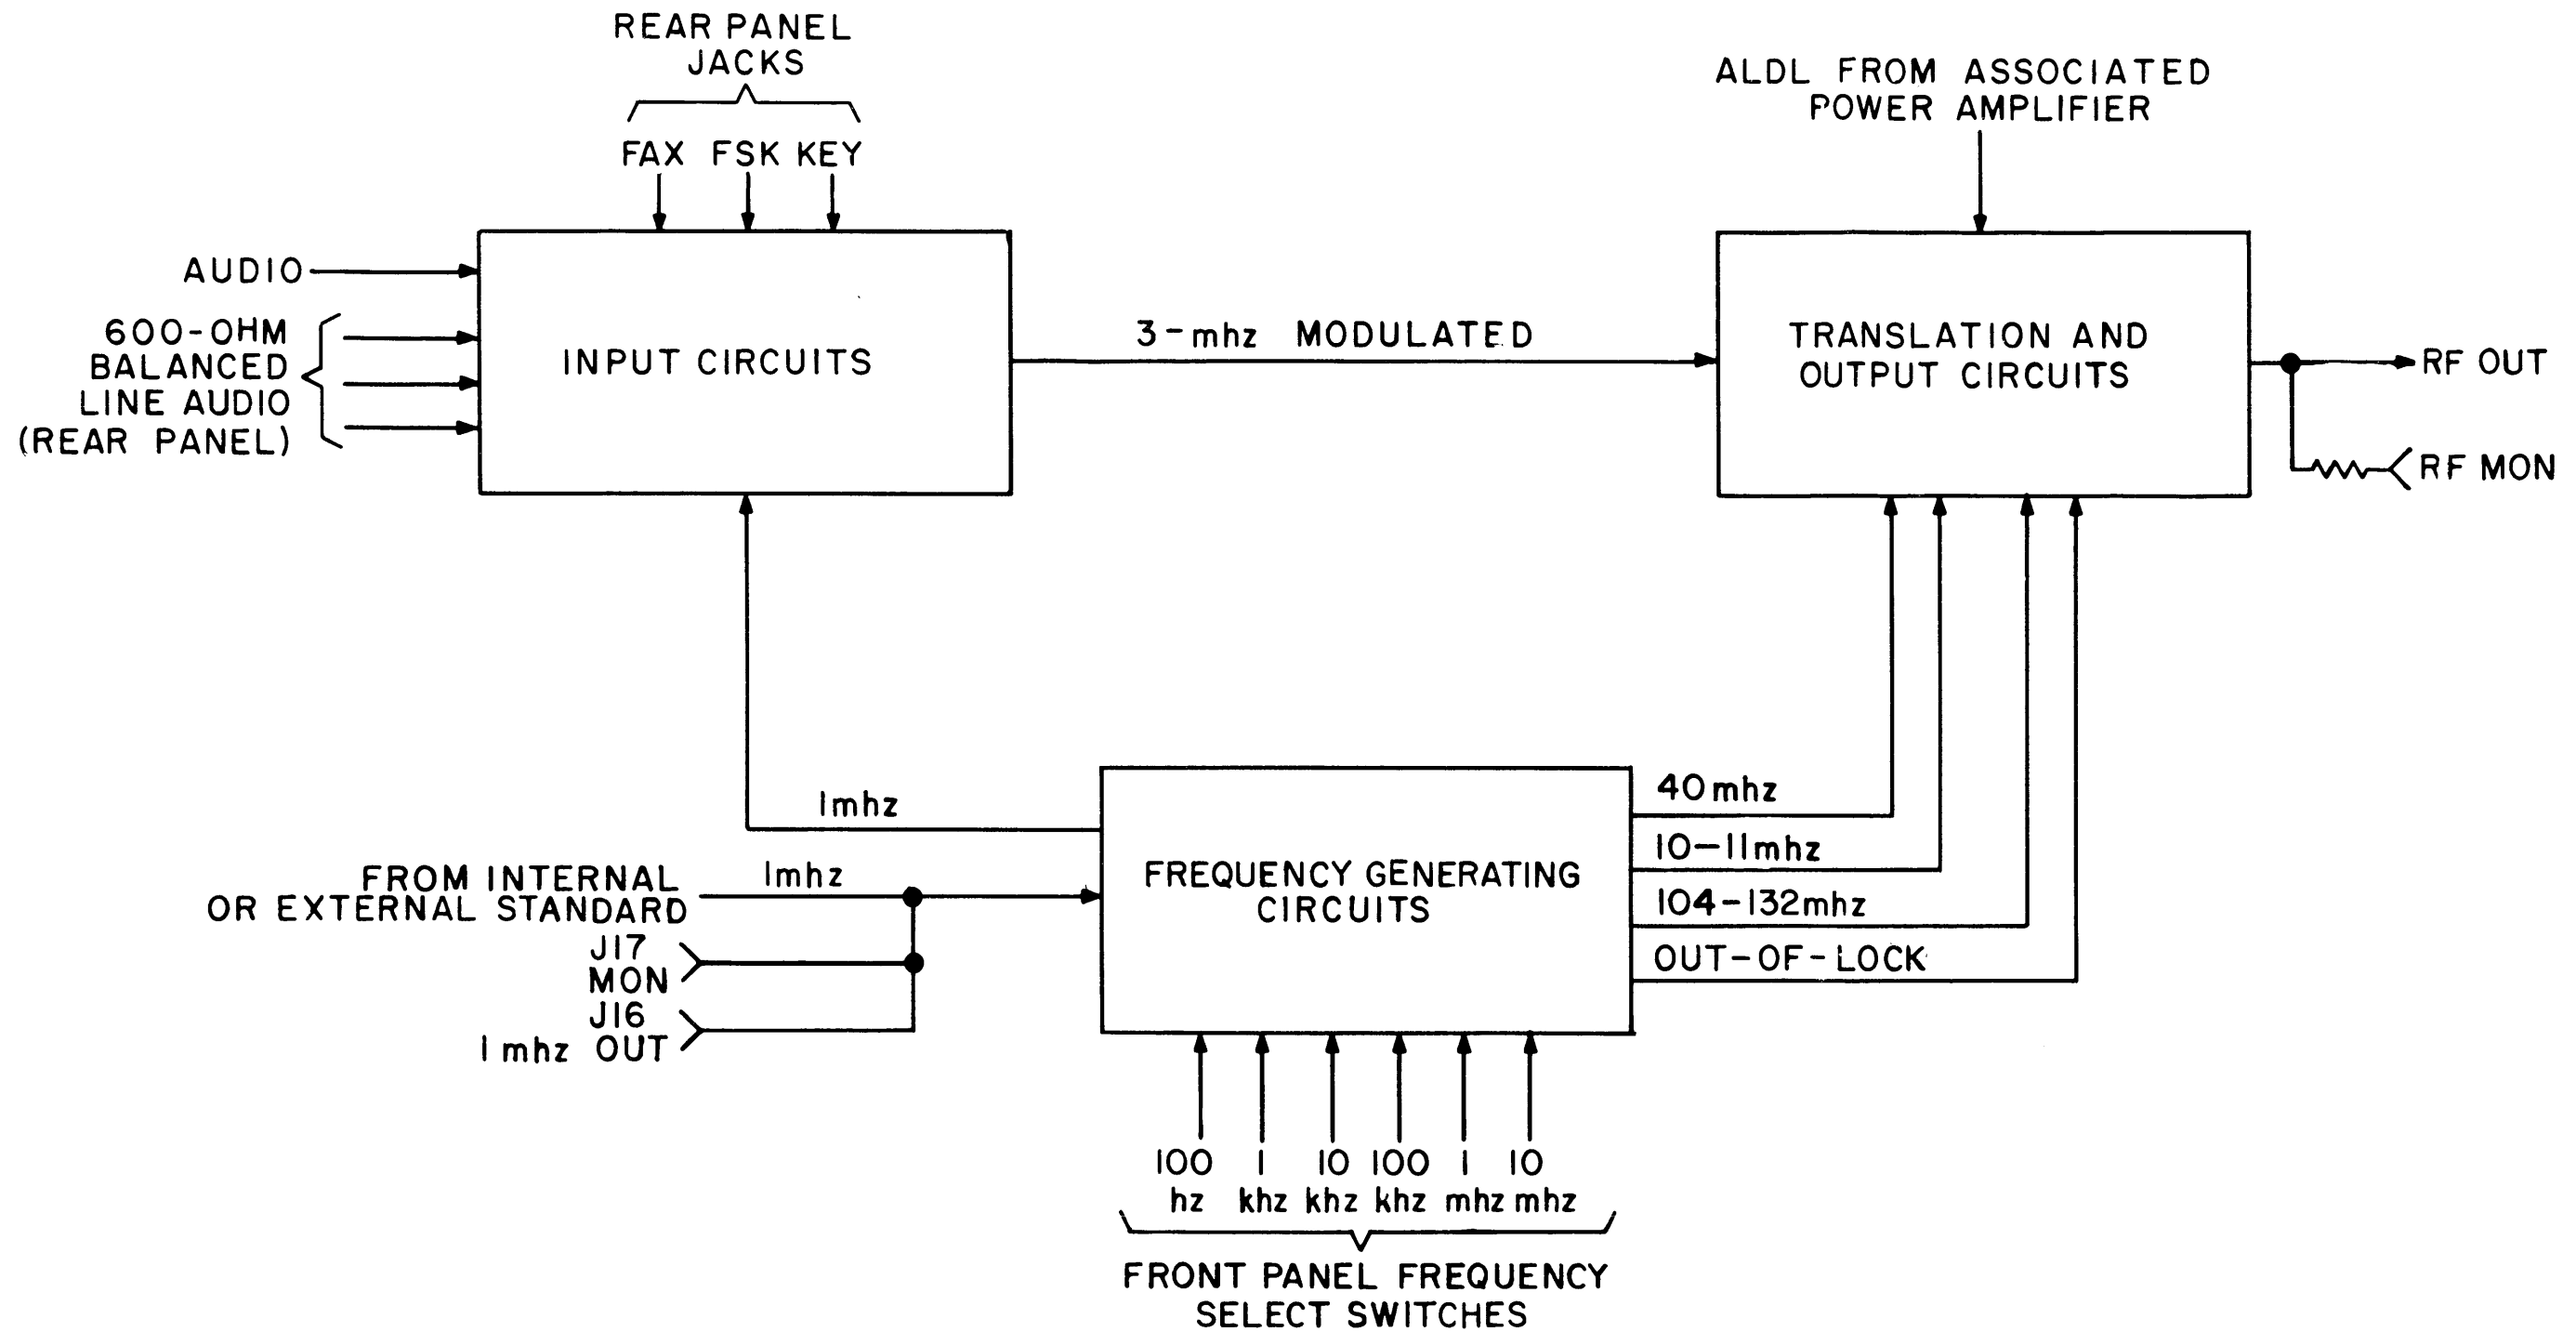 REAR PANEL
JACKS
FAX FSK KEY
ALDL FROM ASSOCIATED
POWER AMPLIFIER
AUDIO
600-OHM
BALANCED
LINE AUDIO
(REAR PANEL)
INPUT CIRCUITS
3-mhz MODULATED
TRANSLATION AND
OUTPUT CIRCUITS
RF OUT
RF MON
1mhz
FROM INTERNAL
OR EXTERNAL STANDARD
1mhz
J17
MON
J16
1mhz OUT
FREQUENCY GENERATING
CIRCUITS
40mhz
10-11mhz
104-132mhz
OUT-OF-LOCK
100 1 10 100 1 10
hz khz khz khz mhz mhz
FRONT PANEL FREQUENCY
SELECT SWITCHES